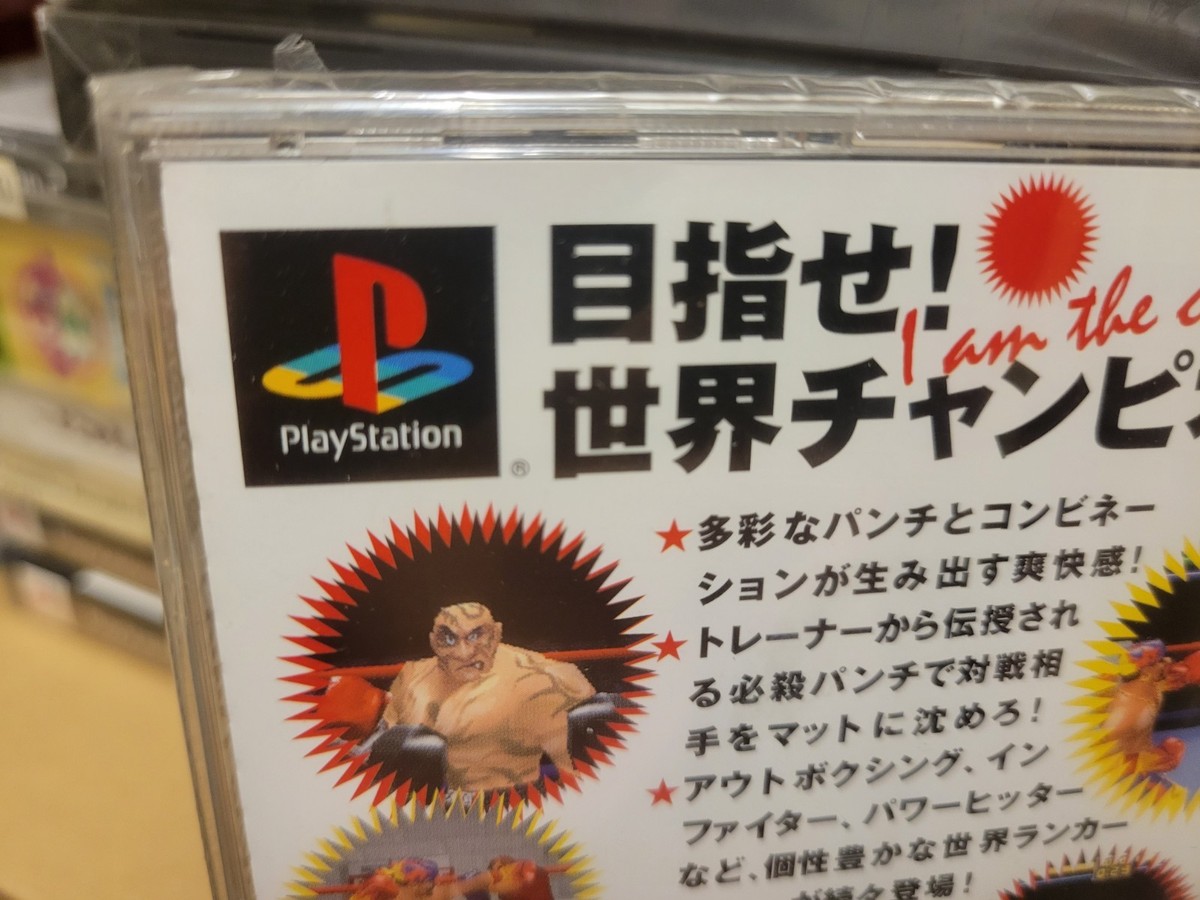 目指せ!
I am the
世界チャンピ
PlayStation
®
★多彩なパンチとコンビネー
ションが生み出す爽快感!
★トレーナーから伝授され
る必殺パンチで対戦相
手をマットに沈めろ!
★アウトボクシング、イン
ファイター、パワーヒッター
など、個性豊かな世界ランカー
が続々登場!